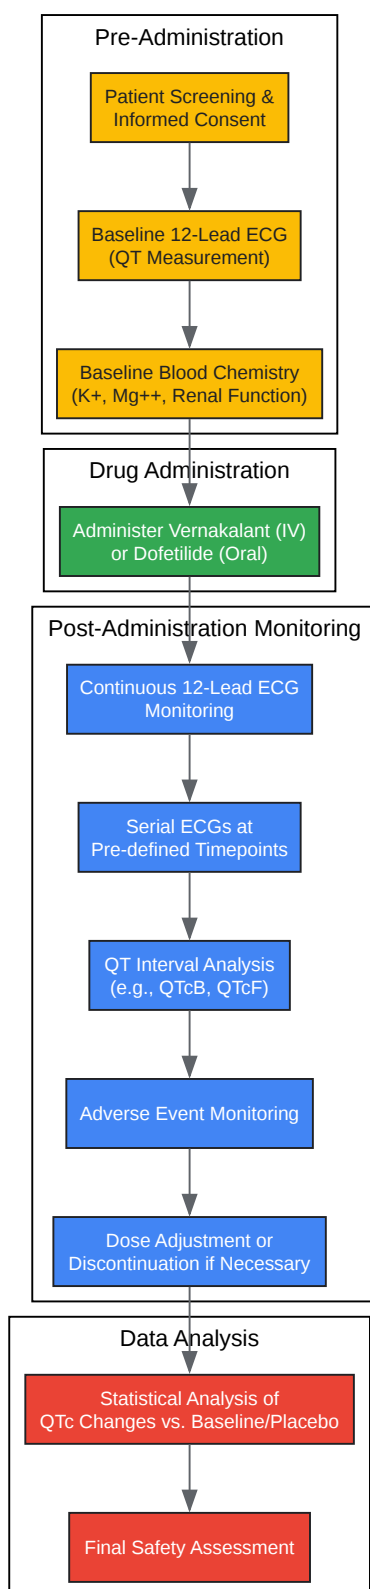 Pre-Administration
Patient Screening &
Informed Consent
Baseline 12-Lead ECG
(QT Measurement)
Baseline Blood Chemistry
(K+, Mg++, Renal Function)
Drug Administration
Administer Vernakalant (IV)
or Dofetilide (Oral)
Post-Administration Monitoring
Continuous 12-Lead ECG
Monitoring
Serial ECGs at
Pre-defined Timepoints
QT Interval Analysis
(e.g., QTcB, QTcF)
Adverse Event Monitoring
Dose Adjustment or
Discontinuation if Necessary
Data Analysis
Statistical Analysis of
QTc Changes vs. Baseline/Placebo
Final Safety Assessment